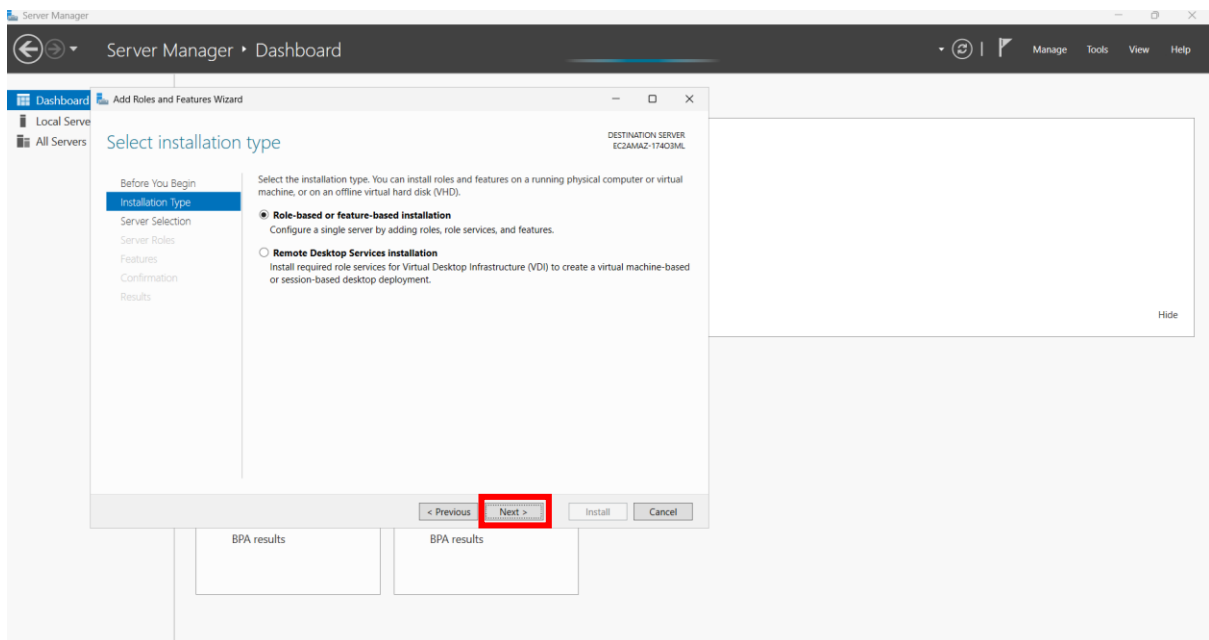 Server Manager
Server Manager • Dashboard
Manage Tools View Help
Dashboard
Local Serve
All Servers
Add Roles and Features Wizard
Select installation type
DESTINATION SERVER
EC2AMAZ-174O3ML
Before You Begin
Installation Type
Server Selection
Server Roles
Features
Confirmation
Results
Select the installation type. You can install roles and features on a running physical computer or virtual
machine, or on an offline virtual hard disk (VHD).
Role-based or feature-based installation
Configure a single server by adding roles, role services, and features.
Remote Desktop Services installation
Install required role services for Virtual Desktop Infrastructure (VDI) to create a virtual machine-based
or session-based desktop deployment.
Hide
< Previous Next > Install Cancel
BPA results BPA results